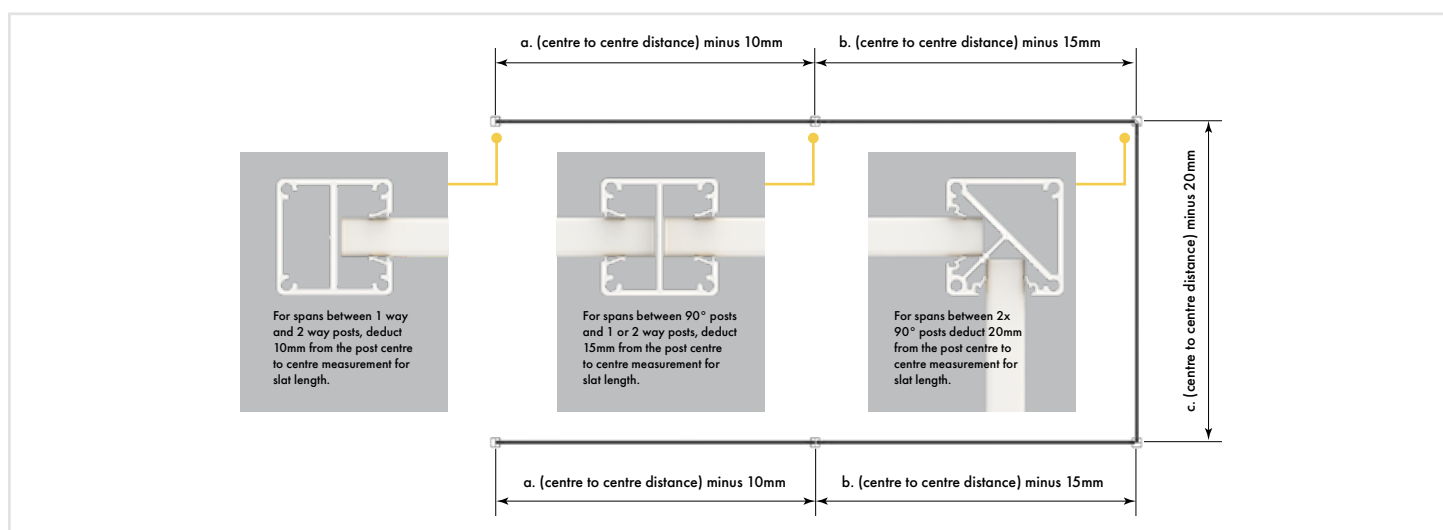 a. (centre to centre distance) minus 10mm
b. (centre to centre distance) minus 15mm
For spans between 1 way
and 2 way posts, deduct
10mm from the post centre
to centre measurement for
slat length.
For spans between 90° posts
and 1 or 2 way posts, deduct
15mm from the post centre
to centre measurement for
slat length.
For spans between 2x
90° posts deduct 20mm
from the post centre to
centre measurement for
slat length.
c. (centre to centre distance) minus 20mm
a. (centre to centre distance) minus 10mm
b. (centre to centre distance) minus 15mm